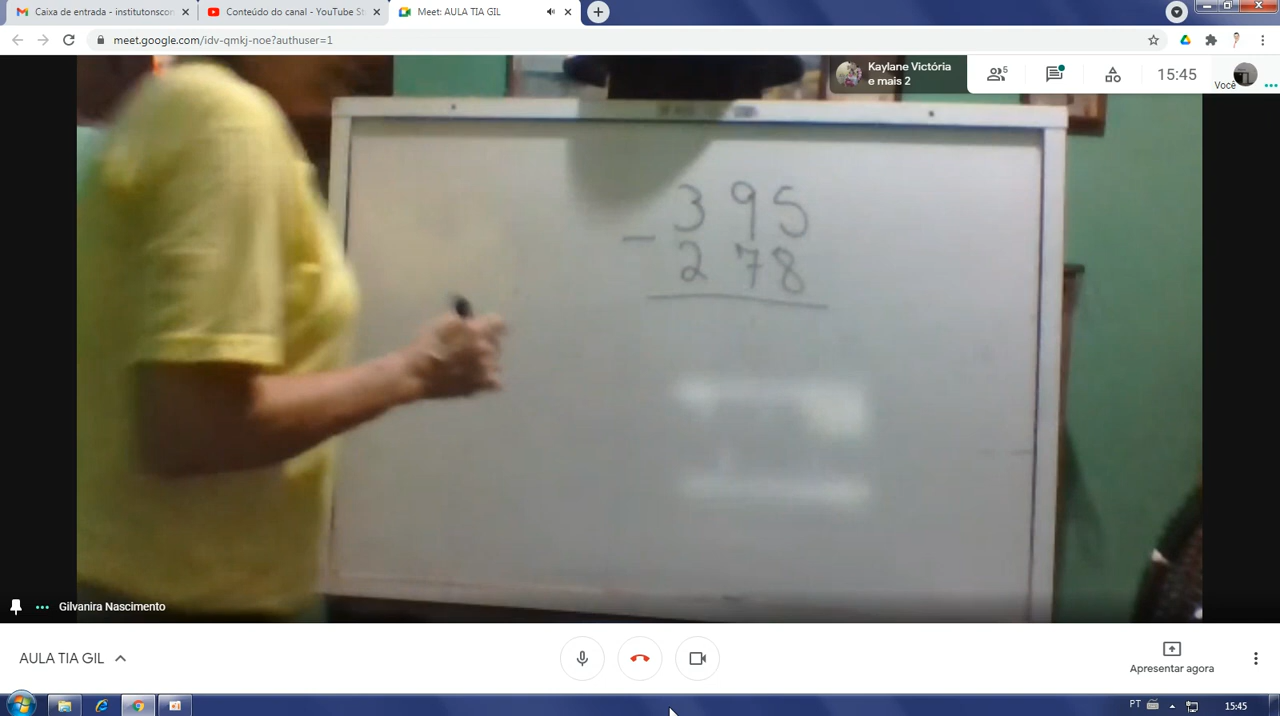 Caixa de entrada - institutonscon
Conteúdo do canal - YouTube St
Meet: AULA TIA GIL
meet.google.com/idv-qmkj-noe?authuser=1
Kaylane Victória
e mais 2
5
15:45
Você
395
- 278
Gilvanira Nascimento
AULA TIA GIL
Apresentar agora
PT
15:45